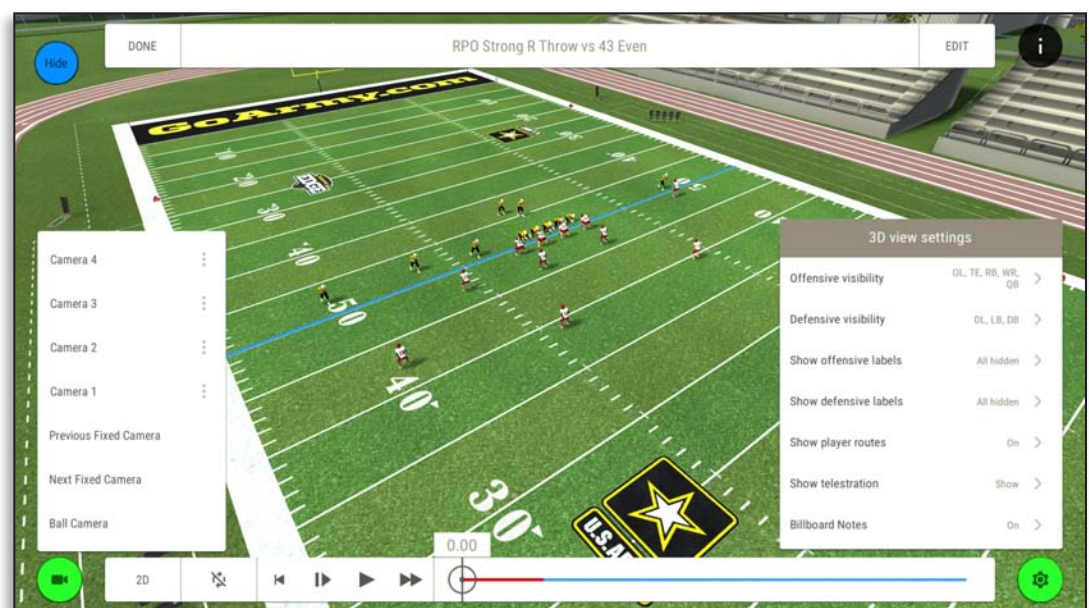 Hide
DONE
RPO Strong R Throw vs 43 Even
EDIT
i
GoArmy.com
Camera 4
Camera 3
Camera 2
Camera 1
Previous Fixed Camera
Next Fixed Camera
Ball Camera
3D view settings
Offensive visibility
OL, TE, RB, WR,
QB
Defensive visibility
DL, LB, DB
Show offensive labels
All hidden
Show defensive labels
All hidden
Show player routes
On
Show telestration
Show
Billboard Notes
On
20
30
40
50
40
30
U.S.
0.00
2D